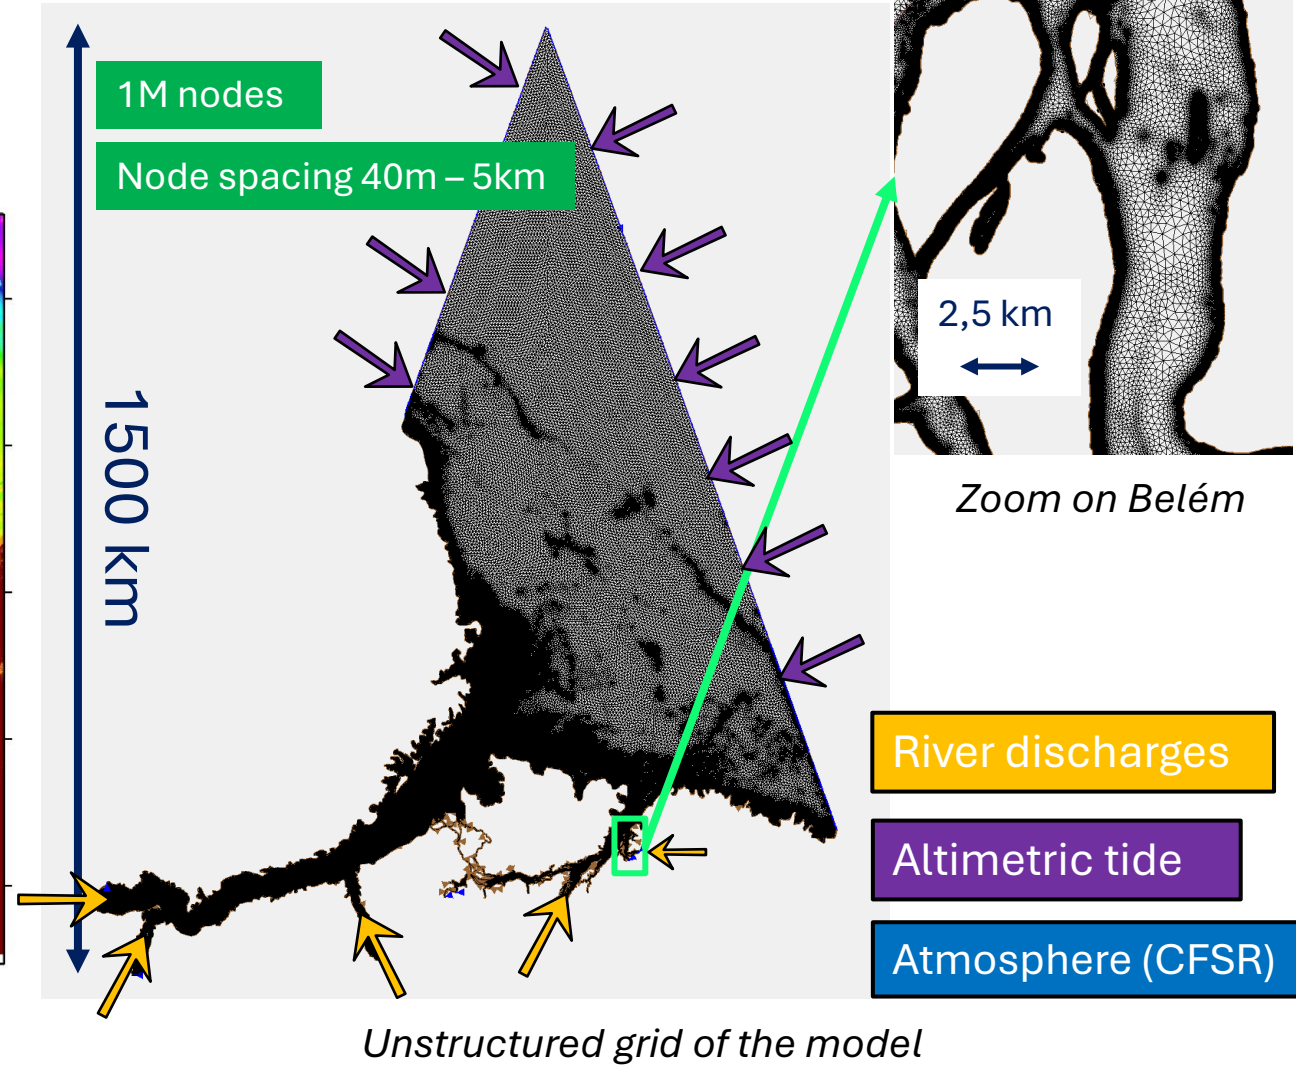 1M nodes
Node spacing 40m – 5km
1500 km
2,5 km
Zoom on Belém
River discharges
Altimetric tide
Atmosphere (CFSR)
Unstructured grid of the model